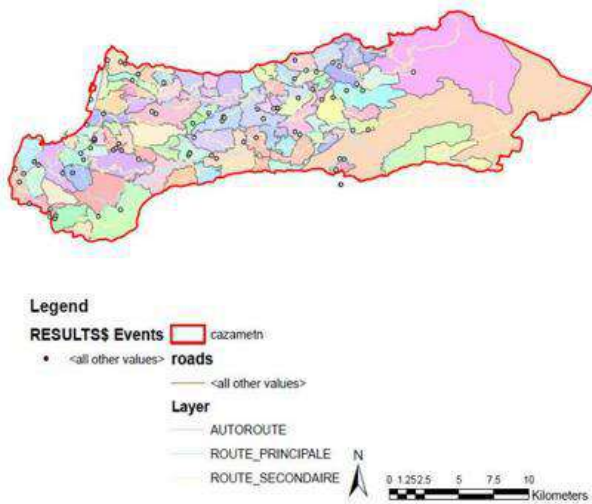 Legend
RESULTS$ Events
<all other values>
cazametn
roads
<all other values>
Layer
AUTOROUTE
ROUTE_PRINCIPALE
ROUTE_SECONDAIRE
N
0 1.252.5 5 7.5 10
Kilometers